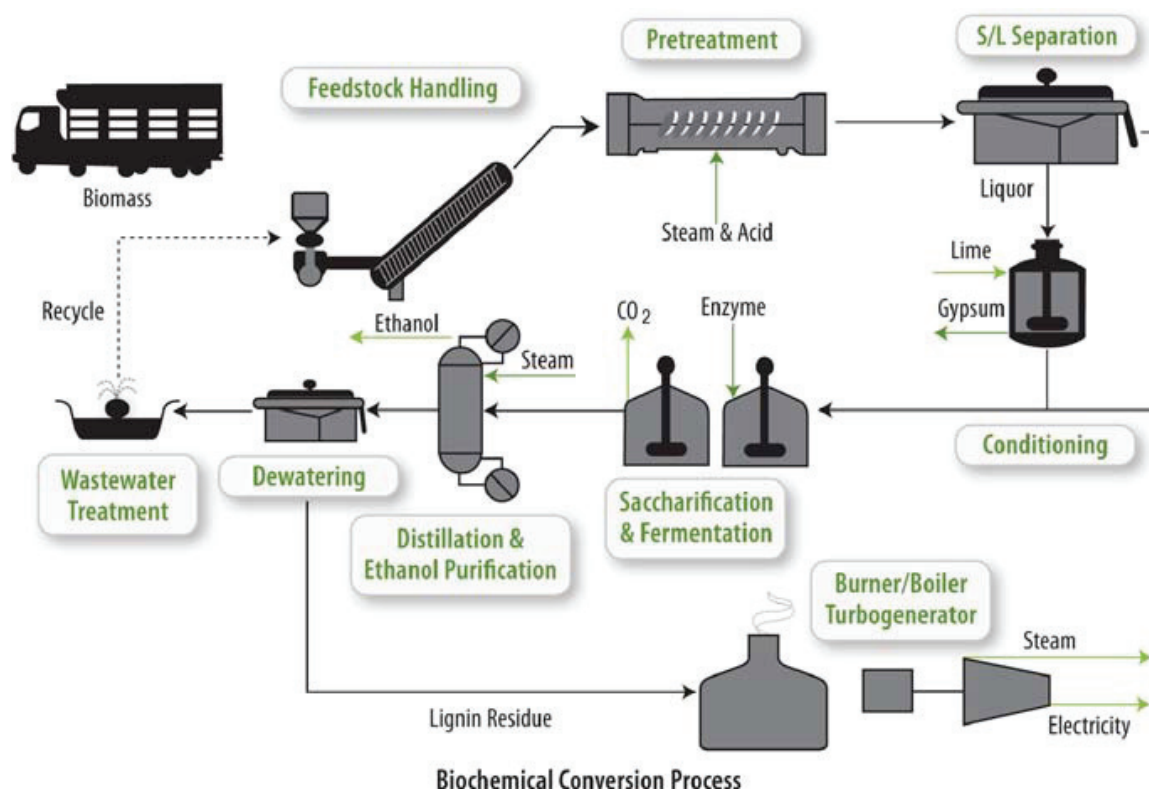 Pretreatment
S/L Separation
Feedstock Handling
Biomass
Liquor
Steam & Acid
Lime
Recycle
CO 2
Enzyme
Gypsum
Ethanol
Steam
Conditioning
Wastewater
Treatment
Dewatering
Saccharification
& Fermentation
Distillation &
Ethanol Purification
Burner/Boiler
Turbogenerator
Steam
Lignin Residue
Electricity
Biochemical Conversion Process